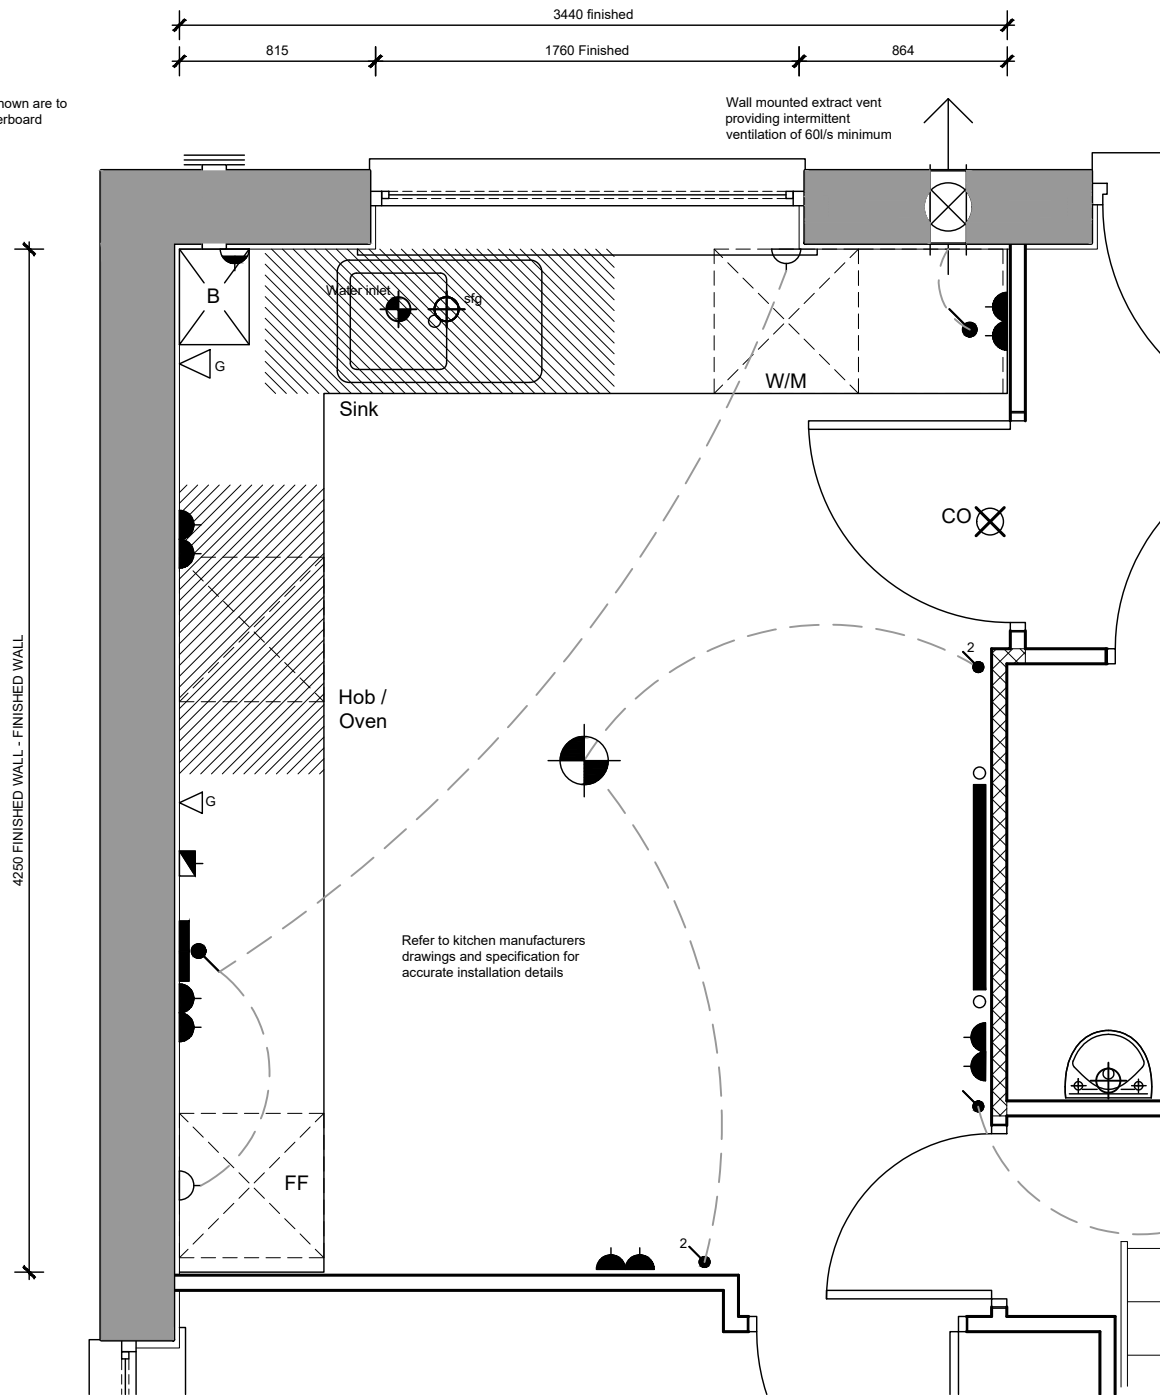 3440 finished
815
1760 Finished
864
hown are to
erboard
Wall mounted extract vent
providing intermittent
ventilation of 60l/s minimum
B
Water inlet
sfg
G
W/M
Sink
CO
2
Hob /
Oven
G
4250 FINISHED WALL - FINISHED WALL
Refer to kitchen manufacturers
drawings and specification for
accurate installation details
FF
2